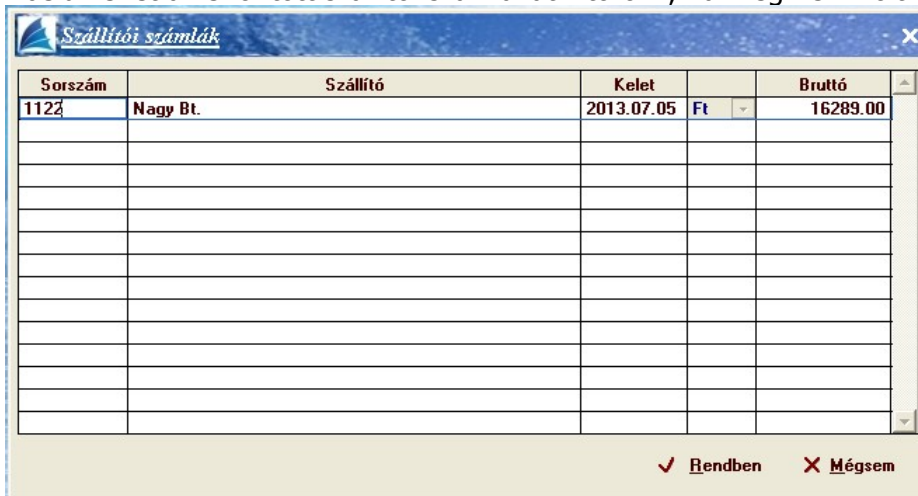 Szállítói számlák
Sorszám Szállító Kelet Bruttó
1122 Nagy Bt. 2013.07.05 Ft 16289.00
Rendben Mégsem